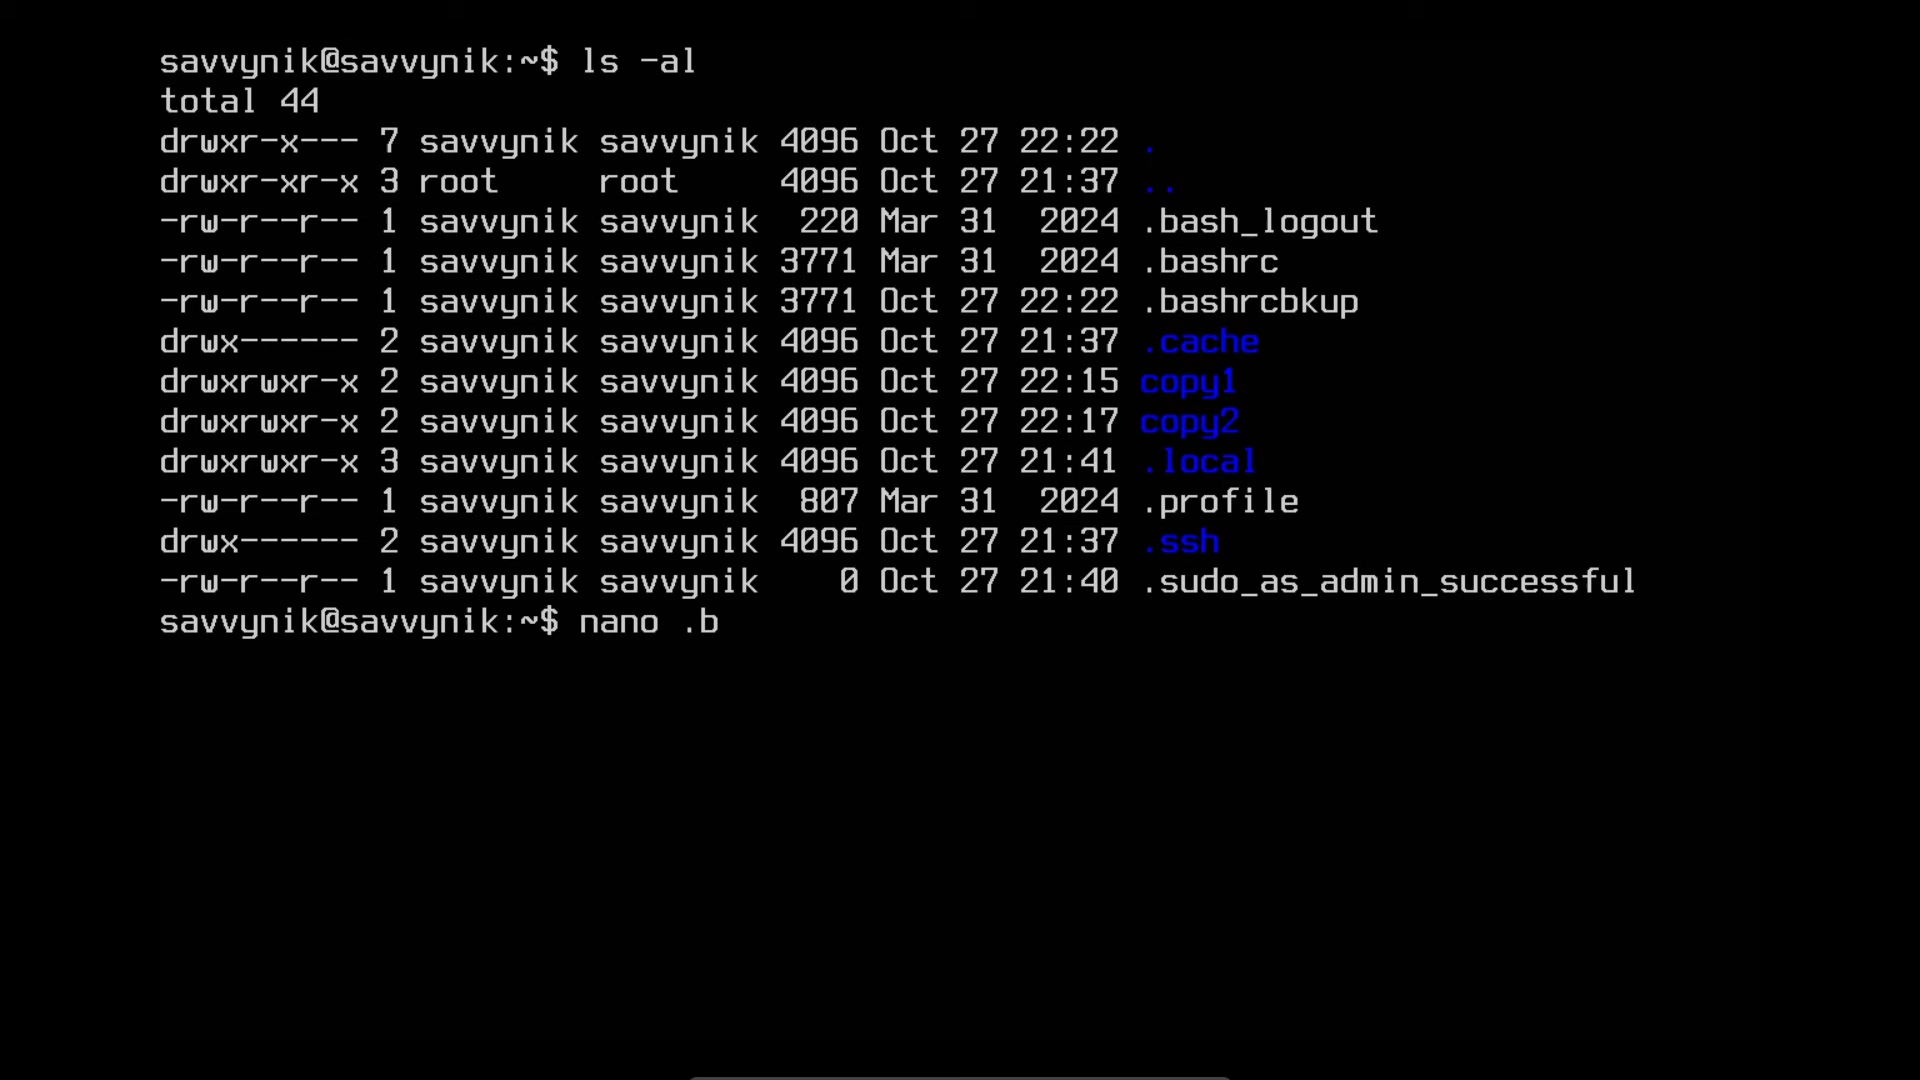 savvynik@savvynik:~$ ls -al
total 44
drwxr-x--- 7 savvynik savvynik 4096 Oct 27 22:22 .
drwxr-xr-x 3 root     root     4096 Oct 27 21:37 ..
-rw-r--r-- 1 savvynik savvynik  220 Mar 31  2024 .bash_logout
-rw-r--r-- 1 savvynik savvynik 3771 Mar 31  2024 .bashrc
-rw-r--r-- 1 savvynik savvynik 3771 Oct 27 22:22 .bashrcbkup
drwx------ 2 savvynik savvynik 4096 Oct 27 21:37 .cache
drwxrwxr-x 2 savvynik savvynik 4096 Oct 27 22:15 copy1
drwxrwxr-x 2 savvynik savvynik 4096 Oct 27 22:17 copy2
drwxrwxr-x 3 savvynik savvynik 4096 Oct 27 21:41 .local
-rw-r--r-- 1 savvynik savvynik  807 Mar 31  2024 .profile
drwx------ 2 savvynik savvynik 4096 Oct 27 21:37 .ssh
-rw-r--r-- 1 savvynik savvynik    0 Oct 27 21:40 .sudo_as_admin_successful
savvynik@savvynik:~$ nano .b